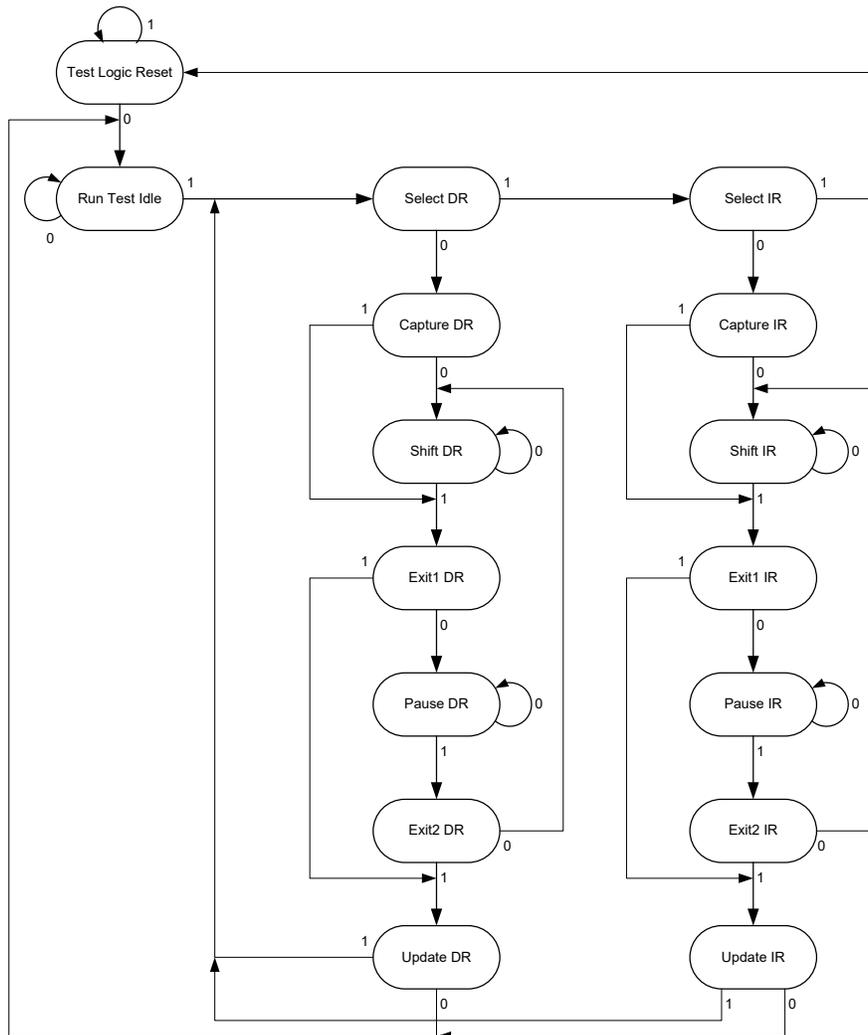 1
Test Logic Reset
0
Run Test Idle 1 Select DR 1 Select IR 1
0 0 0
1 Capture DR 1 Capture IR
0 0
Shift DR 0 Shift IR 0
1 1
1 Exit1 DR 1 Exit1 IR
0 0
Pause DR 0 Pause IR 0
1 1
Exit2 DR 0 Exit2 IR 0
1 1
1 Update DR Update IR
0 1 0